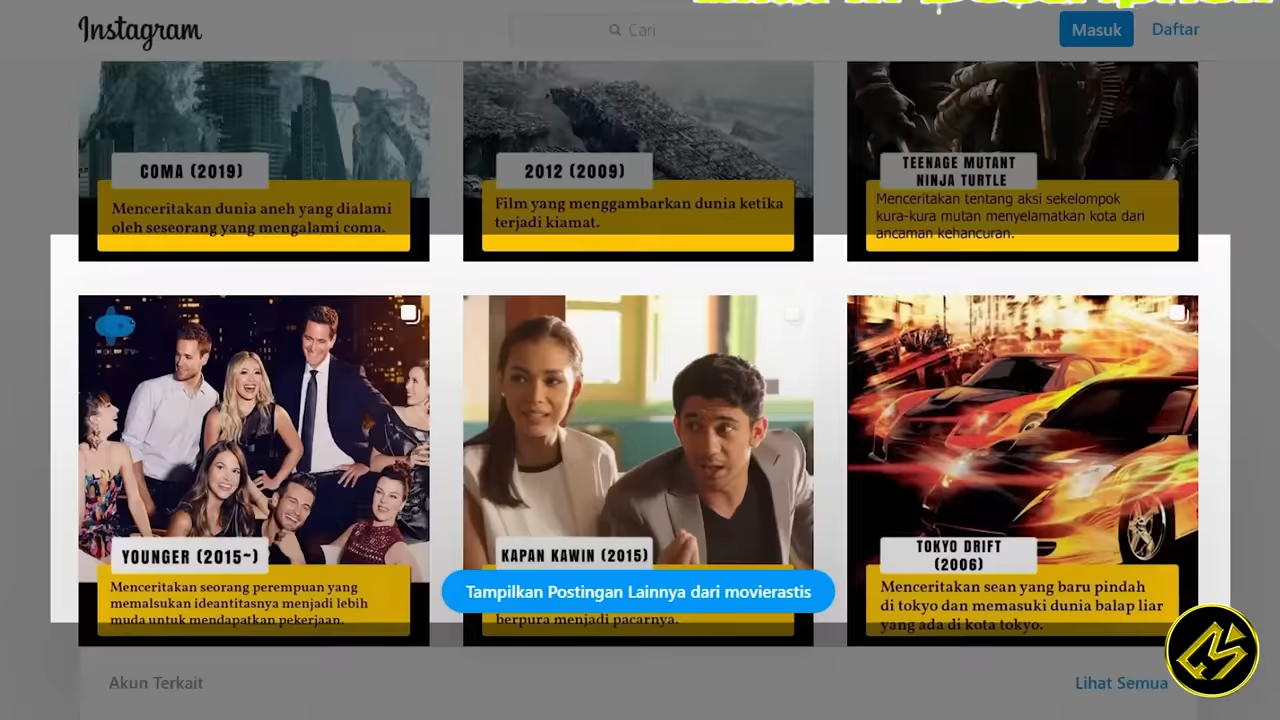 Instagram
Cari
Masuk
Daftar
COMA (2019)
Menceritakan dunia aneh yang dialami
oleh seseorang yang mengalami coma.
2012 (2009)
Film yang menggambarkan dunia ketika
terjadi kiamat.
TEENAGE MUTANT
NINJA TURTLE
Menceritakan tentang aksi sekelompok
kura-kura mutan menyelamatkan kota dari
ancaman kehancuran.
YOUNGER (2015~)
Menceritakan seorang perempuan yang
memalsukan ideantitasnya menjadi lebih
muda untuk mendapatkan pekerjaan.
KAPAN KAWIN (2015)
Tampilkan Postingan Lainnya dari movierastis
berpura menjadi pacarnya.
TOKYO DRIFT
(2006)
Menceritakan sean yang baru pindah
di tokyo dan memasuki dunia balap liar
yang ada di kota tokyo.
Akun Terkait
Lihat Semua